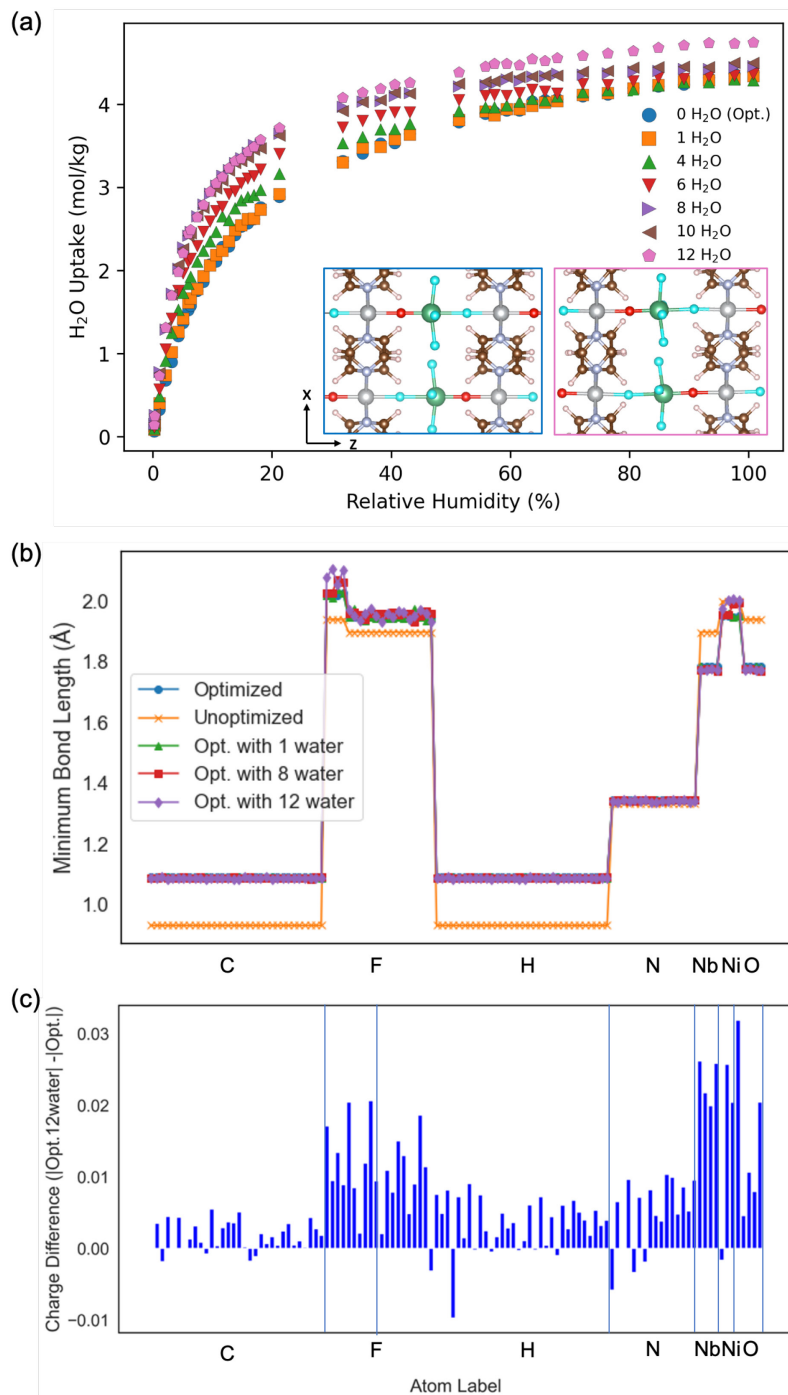 (a)
H₂O Uptake (mol/kg)
4
3
2
1
0
0 H₂O (Opt.)
1 H₂O
4 H₂O
6 H₂O
8 H₂O
10 H₂O
12 H₂O
X
Z
0 20 40 60 80 100
Relative Humidity (%)
(b)
Minimum Bond Length (Å)
2.0
1.8
1.6
1.4
1.2
1.0
Optimized
Unoptimized
Opt. with 1 water
Opt. with 8 water
Opt. with 12 water
C F H N Nb Ni O
(c)
Charge Difference (|Opt.12water| -|Opt.|)
0.03
0.02
0.01
0.00
−0.01
C F H N Nb Ni O
Atom Label